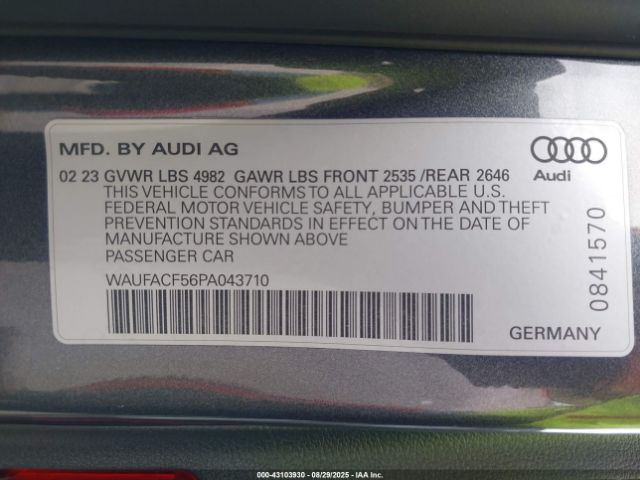 MFD. BY AUDI AG
Audi
02 23 GVWR LBS 4982 GAWR LBS FRONT 2535 /REAR 2646
THIS VEHICLE CONFORMS TO ALL APPLICABLE U.S.
FEDERAL MOTOR VEHICLE SAFETY, BUMPER AND THEFT
PREVENTION STANDARDS IN EFFECT ON THE DATE OF
MANUFACTURE SHOWN ABOVE
PASSENGER CAR
WAUFACF56PA043710
0841570
GERMANY
000-43103930 - 08/29/2025 - IAA Inc.